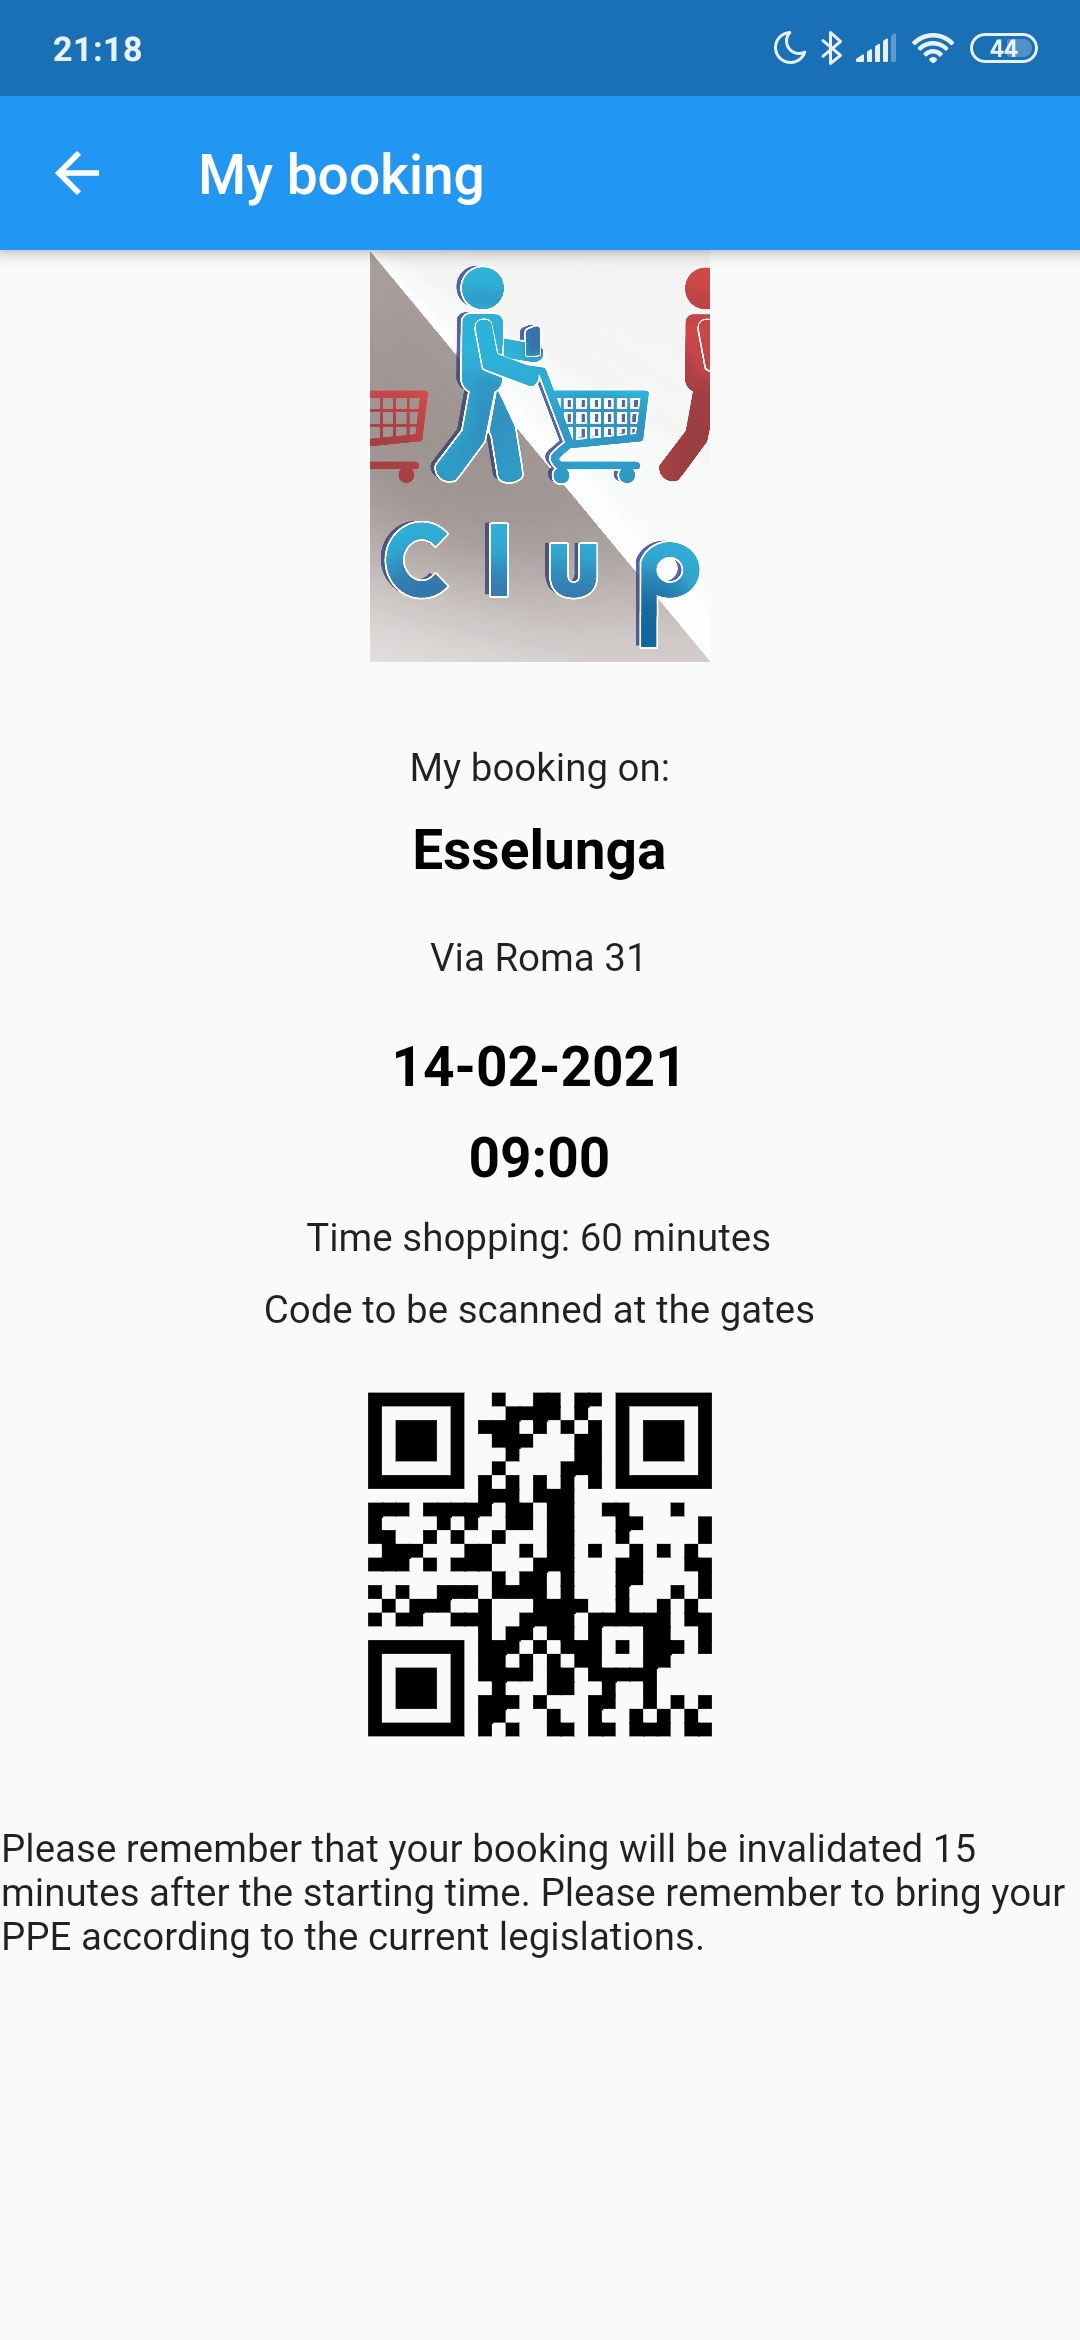 21:18
44
My booking
Clup
My booking on:
Esselunga
Via Roma 31
14-02-2021
09:00
Time shopping: 60 minutes
Code to be scanned at the gates
Please remember that your booking will be invalidated 15
minutes after the starting time. Please remember to bring your
PPE according to the current legislations.